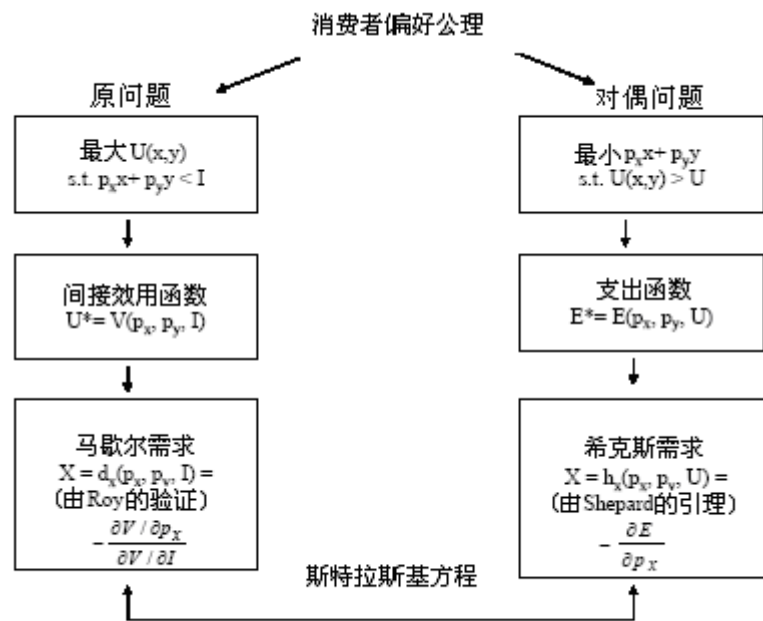 消费者偏好公理
原问题
最大 U(x,y)
s.t. pₓx+ p_yy < I
间接效用函数
U*= V(pₓ, p_y, I)
马歇尔需求
X = dₓ(pₓ, p_y, I) =
(由Roy的验证)
- ∂V / ∂p_X
∂V / ∂I
对偶问题
最小 pₓx+ p_yy
s.t. U(x,y) > U
支出函数
E*= E(pₓ, p_y, U)
希克斯需求
X = hₓ(pₓ, p_y, U) =
(由Shepard的引理)
- ∂E
∂p_X
斯特拉斯基方程